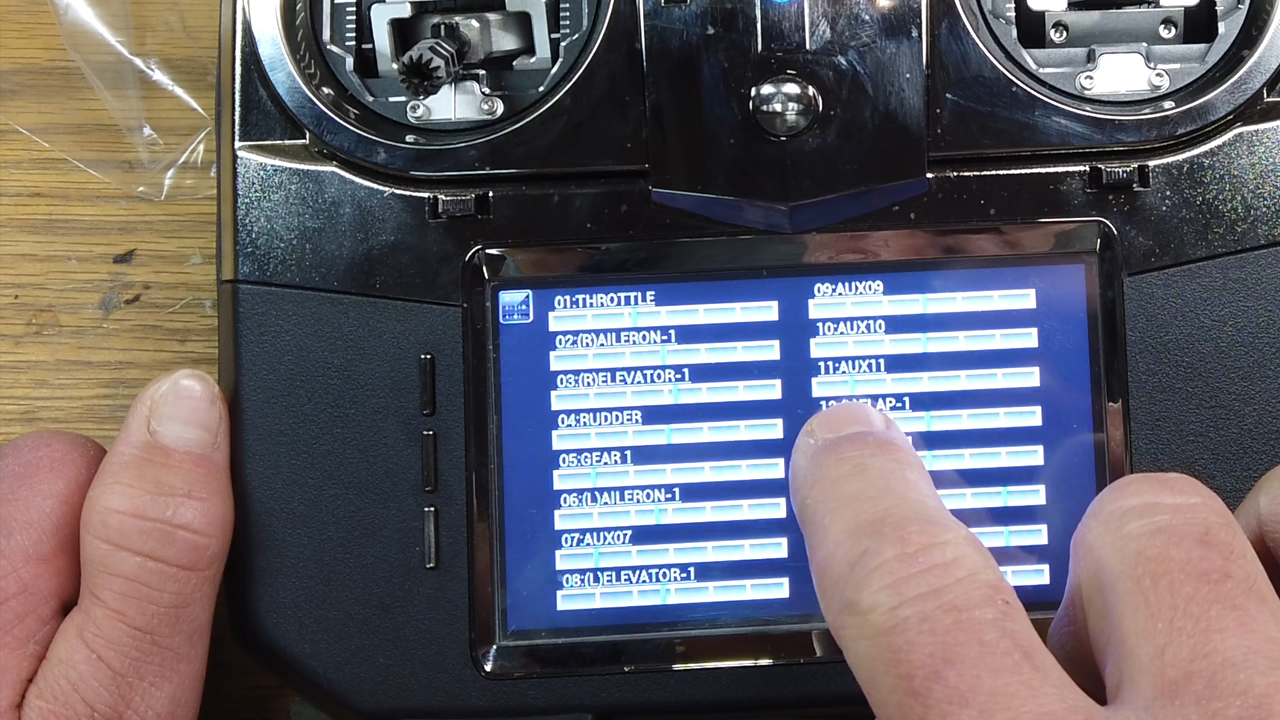 01:THROTTLE
02:(R)AILERON-1
03:(R)ELEVATOR-1
04:RUDDER
05:GEAR 1
06:(L)AILERON-1
07:AUX07
08:(L)ELEVATOR-1
09:AUX09
10:AUX10
11:AUX11